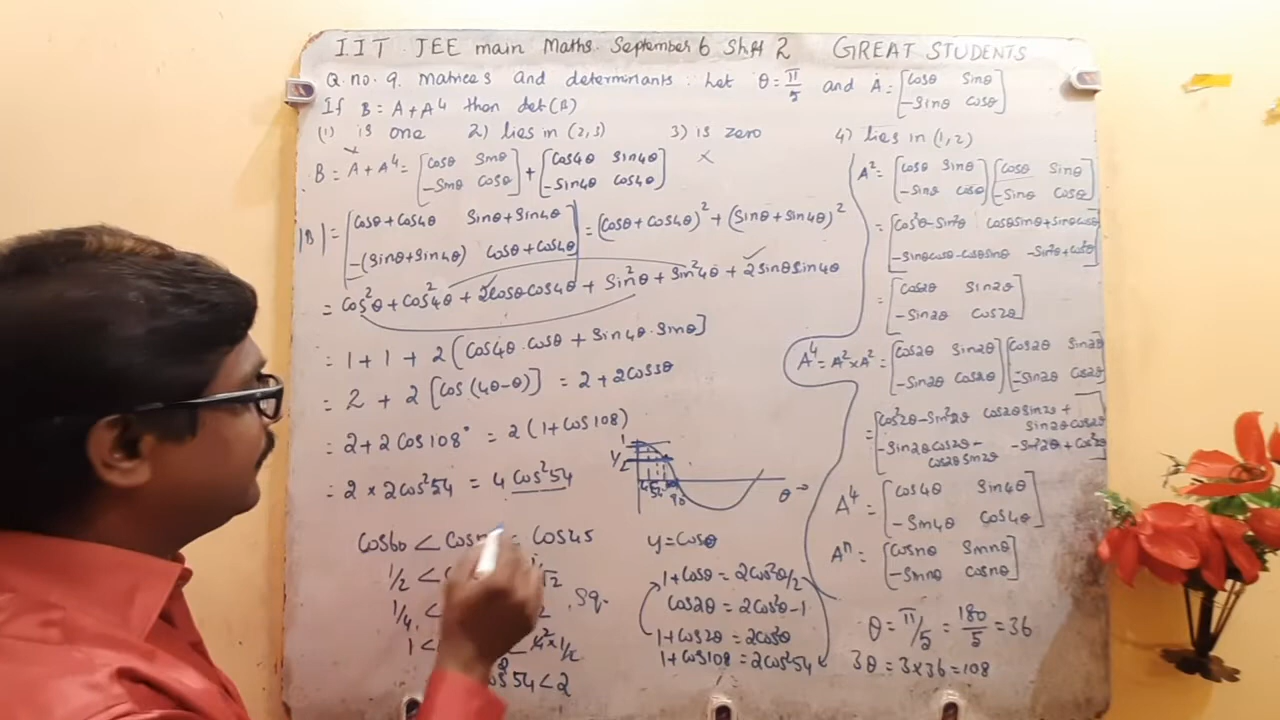 IIT JEE main Maths. September 6 Shift 2 GREAT STUDENTS
Q.no. 9. Matrices and determinants: Let θ = π/5 and A = [cosθ sinθ
-sinθ cosθ]
If B = A + A⁴ then det(B)
(1) is one 2) lies in (2,3) 3) is zero 4) lies in (1,2)
B = A + A⁴ = [cosθ sinθ
-sinθ cosθ] + [cos4θ sin4θ
-sin4θ cos4θ]
|B| = |cosθ+cos4θ sinθ+sin4θ
-(sinθ+sin4θ) cosθ+cos4θ| = (cosθ+cos4θ)² + (sinθ+sin4θ)²
= cos²θ + cos²4θ + 2cosθcos4θ + sin²θ + sin²4θ + 2sinθsin4θ
= 1 + 1 + 2[cos4θ.cosθ + sin4θ.sinθ]
= 2 + 2[cos(4θ-θ)] = 2+2cos3θ
= 2+2cos108° = 2(1+cos108)
= 2×2cos²54 = 4cos²54
cos60 < = cos45
1/2 <
1/4 < Sq.
1 < 4²×1/2
54<2
1
y
45 54 90 θ →
y = cosθ
1+cosθ = 2cos²θ/2
cos2θ = 2cos²θ-1
1+cos2θ = 2cos²θ
1+cos108 = 2cos²54
A² = [cosθ sinθ
-sinθ cosθ][cosθ sinθ
-sinθ cosθ]
= [cos²θ-sin²θ cosθsinθ+sinθcosθ
-sinθcosθ-cosθsinθ -sin²θ+cos²θ]
= [cos2θ sin2θ
-sin2θ cos2θ]
A⁴ = A²×A² = [cos2θ sin2θ
-sin2θ cos2θ][cos2θ sin2θ
-sin2θ cos2θ]
= [cos²2θ-sin²2θ cos2θsin2θ+
sin2θcos2θ
-sin2θcos2θ- -sin²2θ+cos²2θ
cos2θsin2θ]
A⁴ = [cos4θ sin4θ
-sin4θ cos4θ]
Aⁿ = [cosnθ sinnθ
-sinnθ cosnθ]
θ = π/5 = 180/5 = 36
3θ = 3×36 = 108